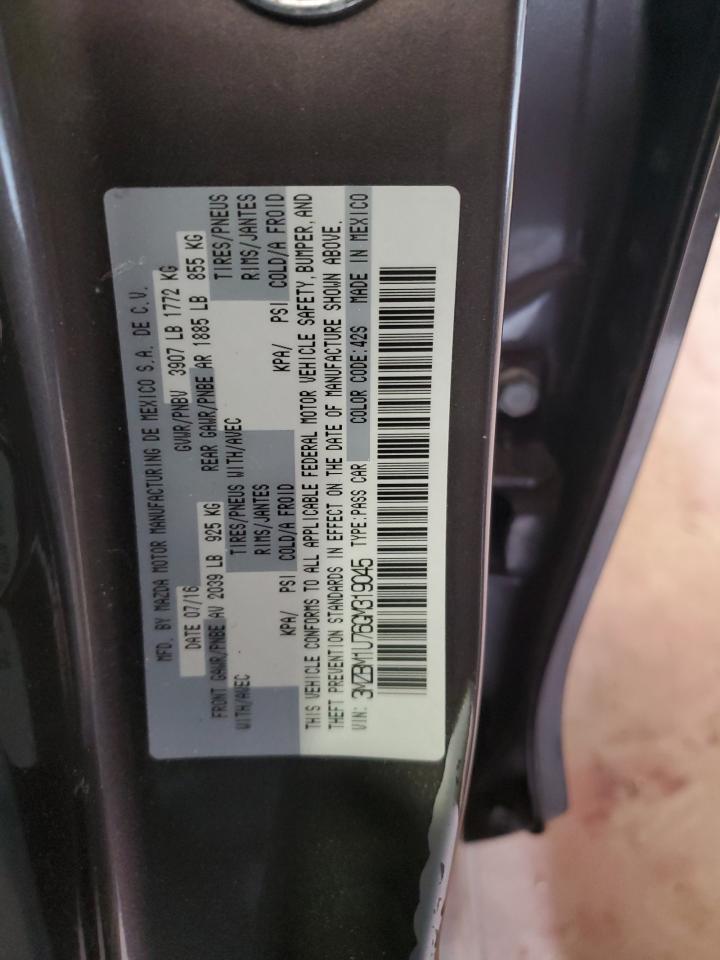 MFD. BY MAZDA MOTOR MANUFACTURING DE MEXICO S.A. DE C.V.
DATE 07/16 GVWR/PNBV 3907 LB 1772 KG
FRONT GAWR/PNBE AV 2039 LB 925 KG REAR GAWR/PNBE AR 1885 LB 855 KG
WITH/AVEC TIRES/PNEUS WITH/AVEC TIRES/PNEUS
RIMS/JANTES RIMS/JANTES
KPA/ PSI COLD/A FROID KPA/ PSI COLD/A FROID
THIS VEHICLE CONFORMS TO ALL APPLICABLE FEDERAL MOTOR VEHICLE SAFETY, BUMPER, AND
THEFT PREVENTION STANDARDS IN EFFECT ON THE DATE OF MANUFACTURE SHOWN ABOVE.
VIN: 3MZBM1U76GM319045 TYPE:PASS CAR COLOR CODE:42S MADE IN MEXICO